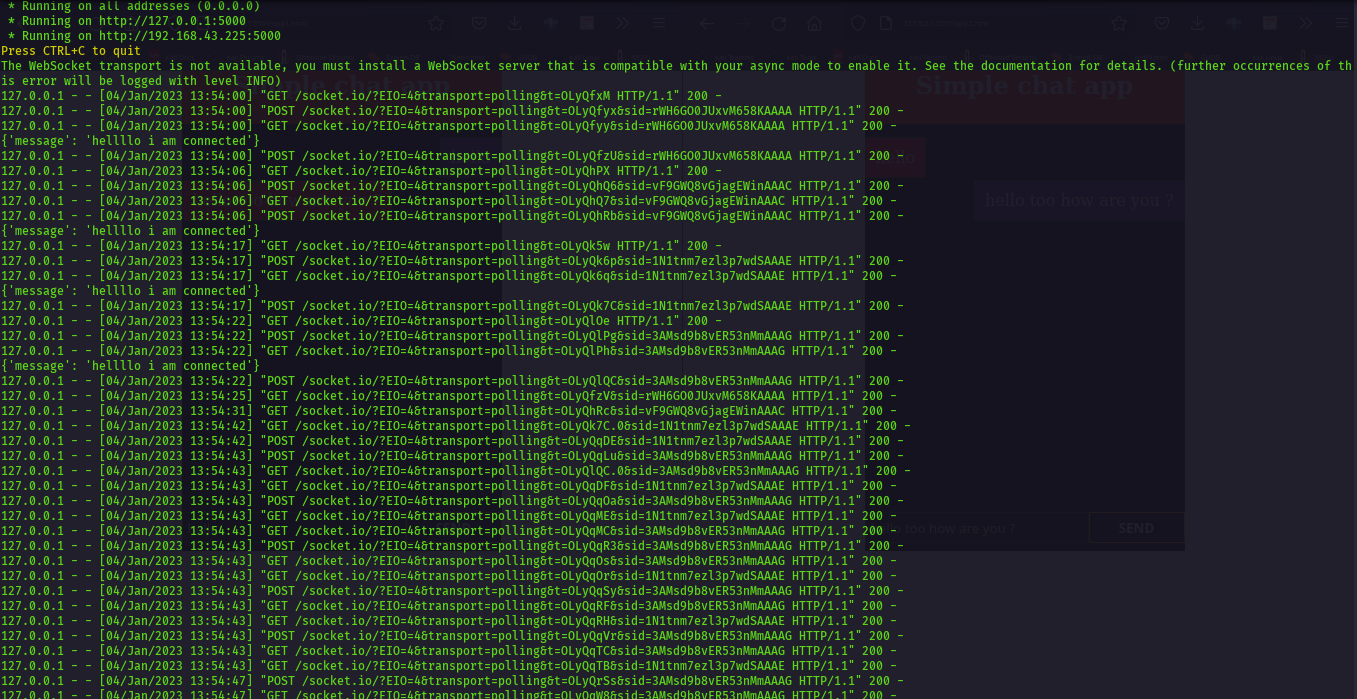 * Running on all addresses (0.0.0.0)
* Running on http://127.0.0.1:5000
* Running on http://192.168.43.225:5000
Press CTRL+C to quit
The WebSocket transport is not available, you must install a WebSocket server that is compatible with your async mode to enable it. See the documentation for details. (further occurrences of th
is error will be logged with level INFO)
127.0.0.1 - - [04/Jan/2023 13:54:00] "GET /socket.io/?EIO=4&transport=polling&t=OLyQfxM HTTP/1.1" 200 -
127.0.0.1 - - [04/Jan/2023 13:54:00] "POST /socket.io/?EIO=4&transport=polling&t=OLyQfyx&sid=rWH6GO0JUxvM658KAAAA HTTP/1.1" 200 -
127.0.0.1 - - [04/Jan/2023 13:54:00] "GET /socket.io/?EIO=4&transport=polling&t=OLyQfyy&sid=rWH6GO0JUxvM658KAAAA HTTP/1.1" 200 -
{'message': 'hellllo i am connected'}
127.0.0.1 - - [04/Jan/2023 13:54:00] "POST /socket.io/?EIO=4&transport=polling&t=OLyQfzU&sid=rWH6GO0JUxvM658KAAAA HTTP/1.1" 200 -
127.0.0.1 - - [04/Jan/2023 13:54:06] "GET /socket.io/?EIO=4&transport=polling&t=OLyQhPX HTTP/1.1" 200 -
127.0.0.1 - - [04/Jan/2023 13:54:06] "POST /socket.io/?EIO=4&transport=polling&t=OLyQhQ6&sid=vF9GWQ8vGjagEWinAAAC HTTP/1.1" 200 -
127.0.0.1 - - [04/Jan/2023 13:54:06] "GET /socket.io/?EIO=4&transport=polling&t=OLyQhQ7&sid=vF9GWQ8vGjagEWinAAAC HTTP/1.1" 200 -
127.0.0.1 - - [04/Jan/2023 13:54:06] "POST /socket.io/?EIO=4&transport=polling&t=OLyQhRb&sid=vF9GWQ8vGjagEWinAAAC HTTP/1.1" 200 -
{'message': 'hellllo i am connected'}
127.0.0.1 - - [04/Jan/2023 13:54:17] "GET /socket.io/?EIO=4&transport=polling&t=OLyQk5w HTTP/1.1" 200 -
127.0.0.1 - - [04/Jan/2023 13:54:17] "POST /socket.io/?EIO=4&transport=polling&t=OLyQk6p&sid=1N1tnm7ezl3p7wdSAAAE HTTP/1.1" 200 -
127.0.0.1 - - [04/Jan/2023 13:54:17] "GET /socket.io/?EIO=4&transport=polling&t=OLyQk6q&sid=1N1tnm7ezl3p7wdSAAAE HTTP/1.1" 200 -
{'message': 'hellllo i am connected'}
127.0.0.1 - - [04/Jan/2023 13:54:17] "POST /socket.io/?EIO=4&transport=polling&t=OLyQk7C&sid=1N1tnm7ezl3p7wdSAAAE HTTP/1.1" 200 -
127.0.0.1 - - [04/Jan/2023 13:54:22] "GET /socket.io/?EIO=4&transport=polling&t=OLyQlOe HTTP/1.1" 200 -
127.0.0.1 - - [04/Jan/2023 13:54:22] "POST /socket.io/?EIO=4&transport=polling&t=OLyQlPg&sid=3AMsd9b8vER53nMmAAAG HTTP/1.1" 200 -
127.0.0.1 - - [04/Jan/2023 13:54:22] "GET /socket.io/?EIO=4&transport=polling&t=OLyQlPh&sid=3AMsd9b8vER53nMmAAAG HTTP/1.1" 200 -
{'message': 'hellllo i am connected'}
127.0.0.1 - - [04/Jan/2023 13:54:22] "POST /socket.io/?EIO=4&transport=polling&t=OLyQlQC&sid=3AMsd9b8vER53nMmAAAG HTTP/1.1" 200 -
127.0.0.1 - - [04/Jan/2023 13:54:25] "GET /socket.io/?EIO=4&transport=polling&t=OLyQfzV&sid=rWH6GO0JUxvM658KAAAA HTTP/1.1" 200 -
127.0.0.1 - - [04/Jan/2023 13:54:31] "GET /socket.io/?EIO=4&transport=polling&t=OLyQhRc&sid=vF9GWQ8vGjagEWinAAAC HTTP/1.1" 200 -
127.0.0.1 - - [04/Jan/2023 13:54:42] "GET /socket.io/?EIO=4&transport=polling&t=OLyQk7C.0&sid=1N1tnm7ezl3p7wdSAAAE HTTP/1.1" 200 -
127.0.0.1 - - [04/Jan/2023 13:54:42] "POST /socket.io/?EIO=4&transport=polling&t=OLyQqDE&sid=1N1tnm7ezl3p7wdSAAAE HTTP/1.1" 200 -
127.0.0.1 - - [04/Jan/2023 13:54:43] "POST /socket.io/?EIO=4&transport=polling&t=OLyQqLu&sid=3AMsd9b8vER53nMmAAAG HTTP/1.1" 200 -
127.0.0.1 - - [04/Jan/2023 13:54:43] "GET /socket.io/?EIO=4&transport=polling&t=OLyQlQC.0&sid=3AMsd9b8vER53nMmAAAG HTTP/1.1" 200 -
127.0.0.1 - - [04/Jan/2023 13:54:43] "GET /socket.io/?EIO=4&transport=polling&t=OLyQqDF&sid=1N1tnm7ezl3p7wdSAAAE HTTP/1.1" 200 -
127.0.0.1 - - [04/Jan/2023 13:54:43] "POST /socket.io/?EIO=4&transport=polling&t=OLyQqOa&sid=3AMsd9b8vER53nMmAAAG HTTP/1.1" 200 -
127.0.0.1 - - [04/Jan/2023 13:54:43] "GET /socket.io/?EIO=4&transport=polling&t=OLyQqME&sid=1N1tnm7ezl3p7wdSAAAE HTTP/1.1" 200 -
127.0.0.1 - - [04/Jan/2023 13:54:43] "GET /socket.io/?EIO=4&transport=polling&t=OLyQqMC&sid=3AMsd9b8vER53nMmAAAG HTTP/1.1" 200 -
127.0.0.1 - - [04/Jan/2023 13:54:43] "POST /socket.io/?EIO=4&transport=polling&t=OLyQqR3&sid=3AMsd9b8vER53nMmAAAG HTTP/1.1" 200 -
127.0.0.1 - - [04/Jan/2023 13:54:43] "GET /socket.io/?EIO=4&transport=polling&t=OLyQqOs&sid=3AMsd9b8vER53nMmAAAG HTTP/1.1" 200 -
127.0.0.1 - - [04/Jan/2023 13:54:43] "GET /socket.io/?EIO=4&transport=polling&t=OLyQqOr&sid=1N1tnm7ezl3p7wdSAAAE HTTP/1.1" 200 -
127.0.0.1 - - [04/Jan/2023 13:54:43] "POST /socket.io/?EIO=4&transport=polling&t=OLyQqSy&sid=3AMsd9b8vER53nMmAAAG HTTP/1.1" 200 -
127.0.0.1 - - [04/Jan/2023 13:54:43] "GET /socket.io/?EIO=4&transport=polling&t=OLyQqRF&sid=3AMsd9b8vER53nMmAAAG HTTP/1.1" 200 -
127.0.0.1 - - [04/Jan/2023 13:54:43] "GET /socket.io/?EIO=4&transport=polling&t=OLyQqRH&sid=1N1tnm7ezl3p7wdSAAAE HTTP/1.1" 200 -
127.0.0.1 - - [04/Jan/2023 13:54:43] "POST /socket.io/?EIO=4&transport=polling&t=OLyQqVr&sid=3AMsd9b8vER53nMmAAAG HTTP/1.1" 200 -
127.0.0.1 - - [04/Jan/2023 13:54:43] "GET /socket.io/?EIO=4&transport=polling&t=OLyQqTC&sid=3AMsd9b8vER53nMmAAAG HTTP/1.1" 200 -
127.0.0.1 - - [04/Jan/2023 13:54:43] "GET /socket.io/?EIO=4&transport=polling&t=OLyQqTB&sid=1N1tnm7ezl3p7wdSAAAE HTTP/1.1" 200 -
127.0.0.1 - - [04/Jan/2023 13:54:47] "POST /socket.io/?EIO=4&transport=polling&t=OLyQrSs&sid=3AMsd9b8vER53nMmAAAG HTTP/1.1" 200 -
127.0.0.1 - - [04/Jan/2023 13:54:47] "GET /socket.io/?EIO=4&transport=polling&t=OLyQqW8&sid=3AMsd9b8vER53nMmAAAG HTTP/1.1" 200 -
Simple chat app
Simple chat app
hello too how are you ?
too how are you ?
SEND